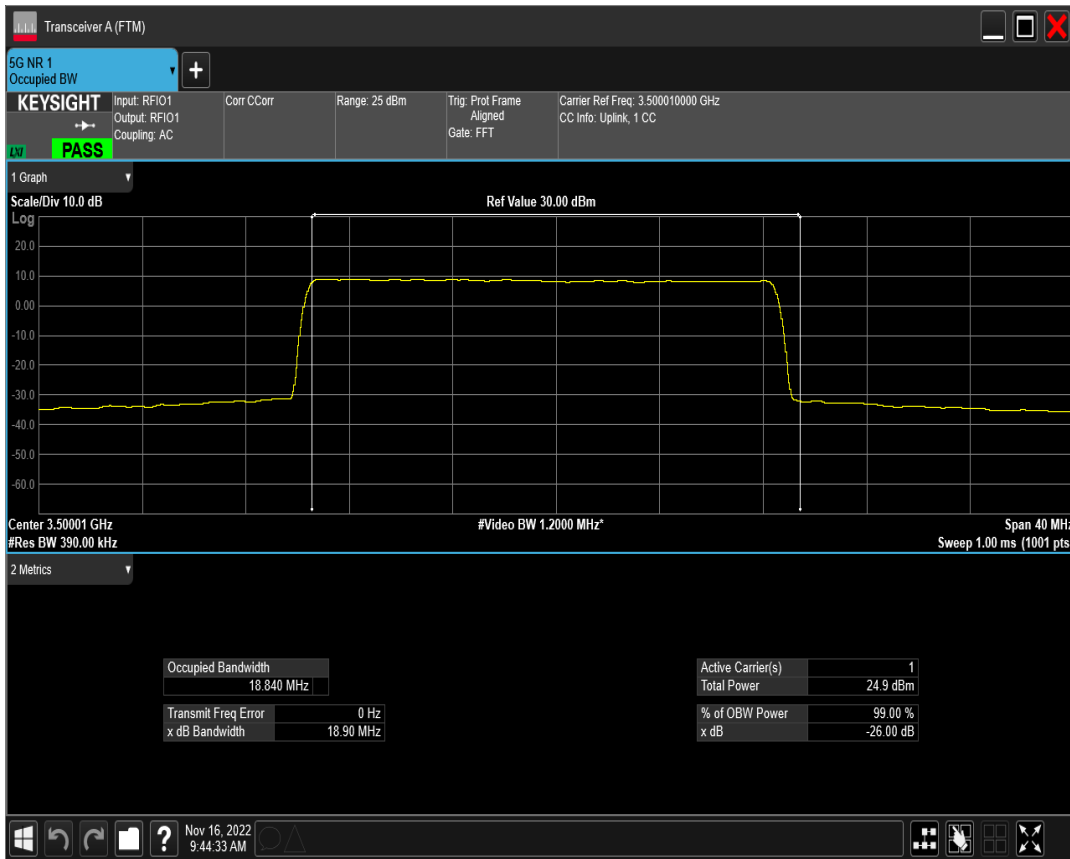 Transceiver A (FTM)
5G NR 1
Occupied BW
+
KEYSIGHT
LXI
PASS
Input: RFIO1
Output: RFIO1
Coupling: AC
Corr CCorr
Range: 25 dBm
Trig: Prot Frame
Aligned
Gate: FFT
Carrier Ref Freq: 3.500010000 GHz
CC Info: Uplink, 1 CC
1 Graph
Scale/Div 10.0 dB
Ref Value 30.00 dBm
Log
20.0
10.0
0.00
-10.0
-20.0
-30.0
-40.0
-50.0
-60.0
Center 3.50001 GHz
#Video BW 1.2000 MHz*
Span 40 MHz
#Res BW 390.00 kHz
Sweep 1.00 ms (1001 pts
2 Metrics
Occupied Bandwidth
18.840 MHz
Transmit Freq Error 0 Hz
x dB Bandwidth 18.90 MHz
Active Carrier(s) 1
Total Power 24.9 dBm
% of OBW Power 99.00 %
x dB -26.00 dB
?
Nov 16, 2022
9:44:33 AM